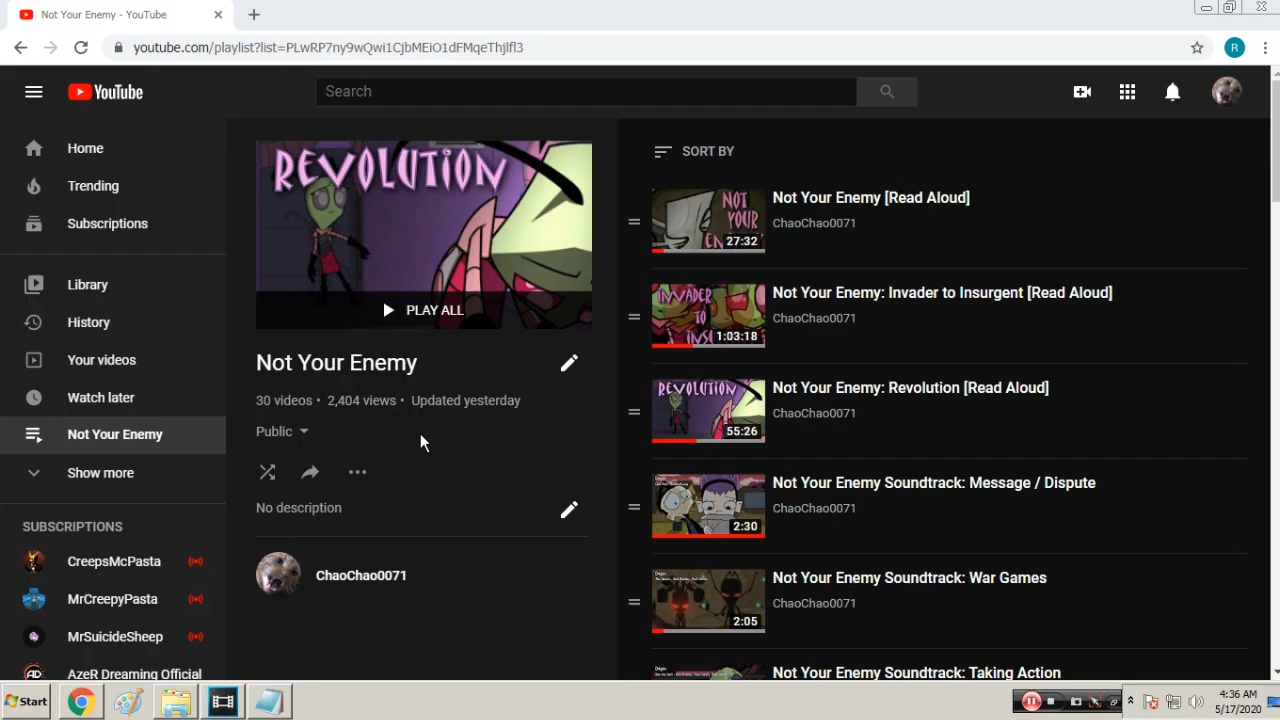 Not Your Enemy - YouTube
youtube.com/playlist?list=PLwRP7ny9wQwi1CjbMEiO1dFMqeThjlfl3
R
YouTube
Search
Home
Trending
Subscriptions
Library
History
Your videos
Watch later
Not Your Enemy
Show more
SUBSCRIPTIONS
CreepsMcPasta
MrCreepyPasta
MrSuicideSheep
AD
AzeR Dreaming Official
REVOLUTION
PLAY ALL
Not Your Enemy
30 videos • 2,404 views • Updated yesterday
Public
No description
ChaoChao0071
SORT BY
NOT
YOUR
27:32
Not Your Enemy [Read Aloud]
ChaoChao0071
INVADER
TO
1:03:18
Not Your Enemy: Invader to Insurgent [Read Aloud]
ChaoChao0071
REVOLUTION
55:26
Not Your Enemy: Revolution [Read Aloud]
ChaoChao0071
2:30
Not Your Enemy Soundtrack: Message / Dispute
ChaoChao0071
2:05
Not Your Enemy Soundtrack: War Games
ChaoChao0071
Not Your Enemy Soundtrack: Taking Action
Start
4:36 AM
5/17/2020